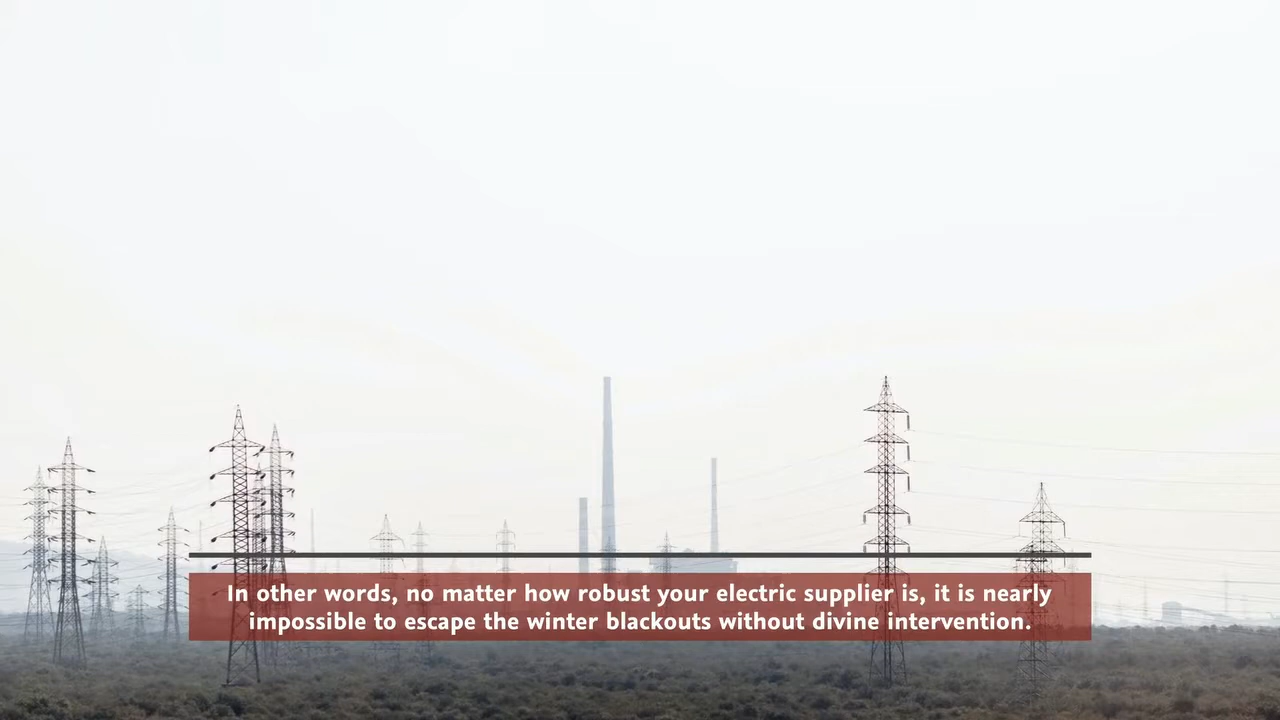 In other words, no matter how robust your electric supplier is, it is nearly
impossible to escape the winter blackouts without divine intervention.